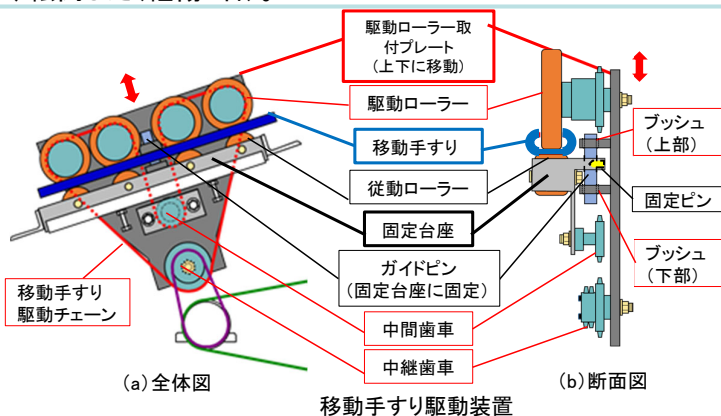 駆動ローラー取
付プレート
(上下に移動)
駆動ローラー
移動手すり
従動ローラー
固定台座
ガイドピン
(固定台座に固定)
中間歯車
中継歯車
移動手すり
駆動チェーン
ブッシュ
(上部)
固定ピン
ブッシュ
(下部)
(a)全体図
(b)断面図
移動手すり駆動装置